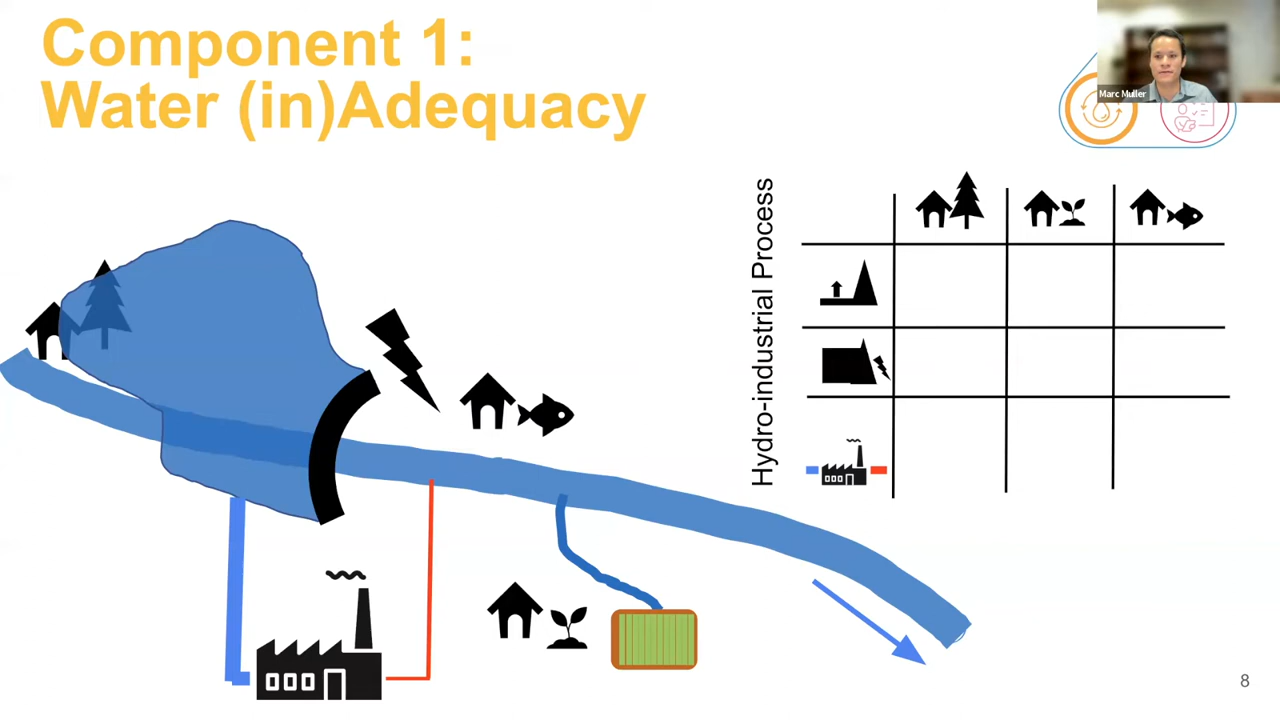 Component 1:
Water (in)Adequacy
Marc Muller
Hydro-industrial Process
8